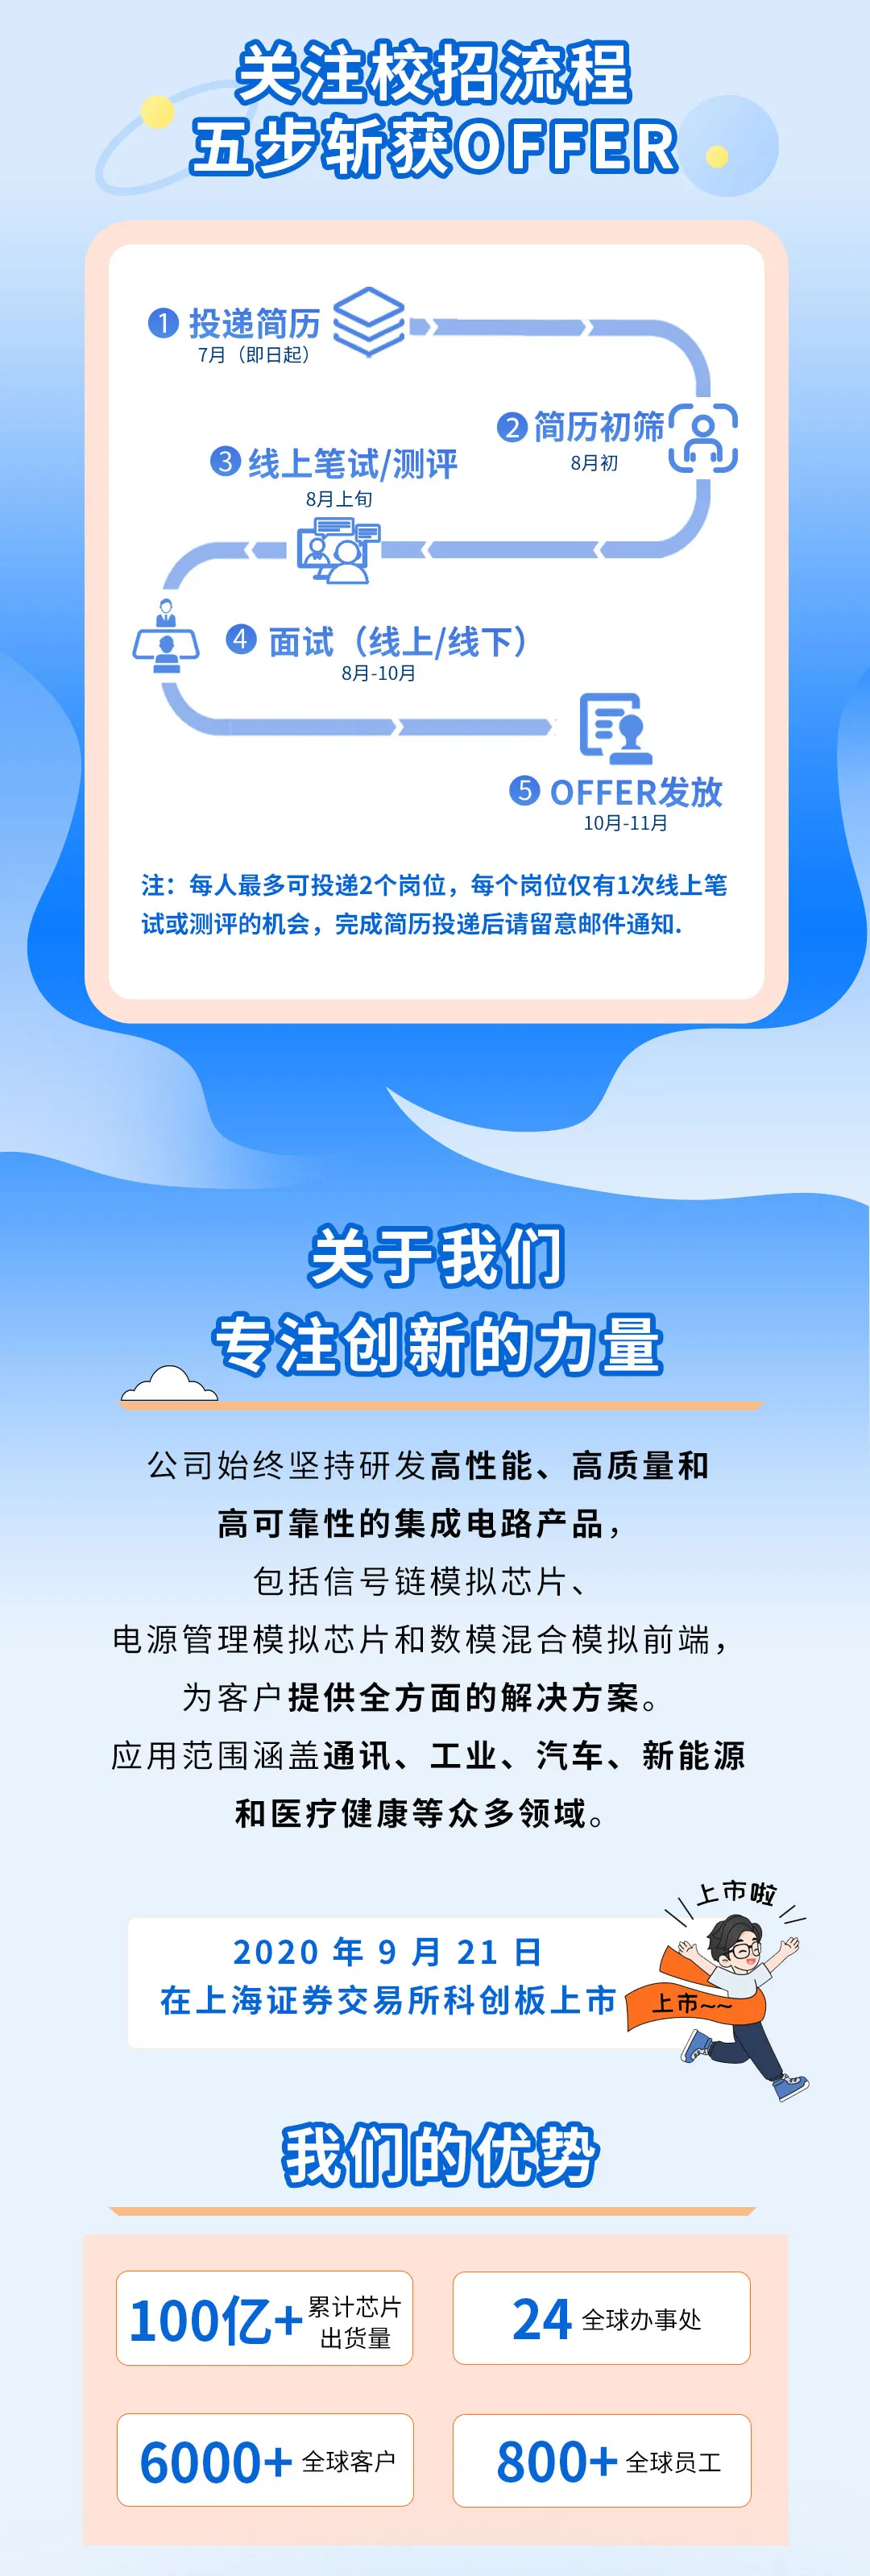 关注校招流程
五步斩获OFFER
1 投递简历
7月（即日起）
2 简历初筛
8月初
3 线上笔试/测评
8月上旬
4 面试（线上/线下）
8月-10月
5 OFFER发放
10月-11月
注：每人最多可投递2个岗位，每个岗位仅有1次线上笔
试或测评的机会，完成简历投递后请留意邮件通知.
关于我们
专注创新的力量
公司始终坚持研发高性能、高质量和
高可靠性的集成电路产品，
包括信号链模拟芯片、
电源管理模拟芯片和数模混合模拟前端，
为客户提供全方面的解决方案。
应用范围涵盖通讯、工业、汽车、新能源
和医疗健康等众多领域。
上市啦
2020 年 9 月 21 日
在上海证券交易所科创板上市
上市~~
我们的优势
100亿+ 累计芯片
出货量
24 全球办事处
6000+ 全球客户
800+ 全球员工